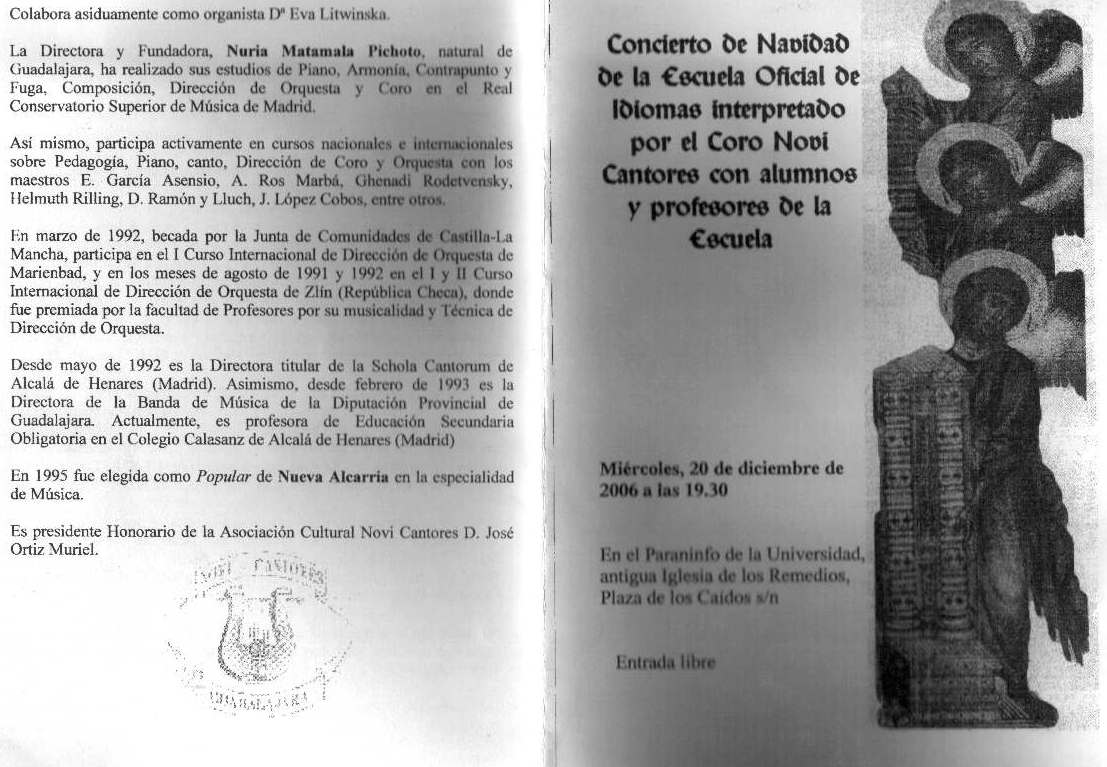 Colabora asiduamente como organista Dª Eva Litwinska.
La Directora y Fundadora, Nuria Matamala Pichoto, natural de
Guadalajara, ha realizado sus estudios de Piano, Armonía, Contrapunto y
Fuga, Composición, Dirección de Orquesta y Coro en el Real
Conservatorio Superior de Música de Madrid.
Así mismo, participa activamente en cursos nacionales e internacionales
sobre Pedagogía, Piano, canto, Dirección de Coro y Orquesta con los
maestros E. García Asensio, A. Ros Marbá, Ghenadi Rodetvensky,
Helmuth Rilling, D. Ramón y Lluch, J. López Cobos, entre otros.
En marzo de 1992, becada por la Junta de Comunidades de Castilla-La
Mancha, participa en el I Curso Internacional de Dirección de Orquesta de
Marienbad, y en los meses de agosto de 1991 y 1992 en el I y II Curso
Internacional de Dirección de Orquesta de Zlín (República Checa), donde
fue premiada por la facultad de Profesores por su musicalidad y Técnica de
Dirección de Orquesta.
Desde mayo de 1992 es la Directora titular de la Schola Cantorum de
Alcalá de Henares (Madrid). Asimismo, desde febrero de 1993 es la
Directora de la Banda de Música de la Diputación Provincial de
Guadalajara. Actualmente, es profesora de Educación Secundaria
Obligatoria en el Colegio Calasanz de Alcalá de Henares (Madrid)
En 1995 fue elegida como Popular de Nueva Alcarria en la especialidad
de Música.
Es presidente Honorario de la Asociación Cultural Novi Cantores D. José
Ortiz Muriel.
NOVI CANTORES
GUADALAJARA
Concierto de Navidad
de la Escuela Oficial de
Idiomas interpretado
por el Coro Novi
Cantores con alumnos
y profesores de la
Escuela
Miércoles, 20 de diciembre de
2006 a las 19.30
En el Paraninfo de la Universidad,
antigua Iglesia de los Remedios,
Plaza de los Caídos s/n
Entrada libre